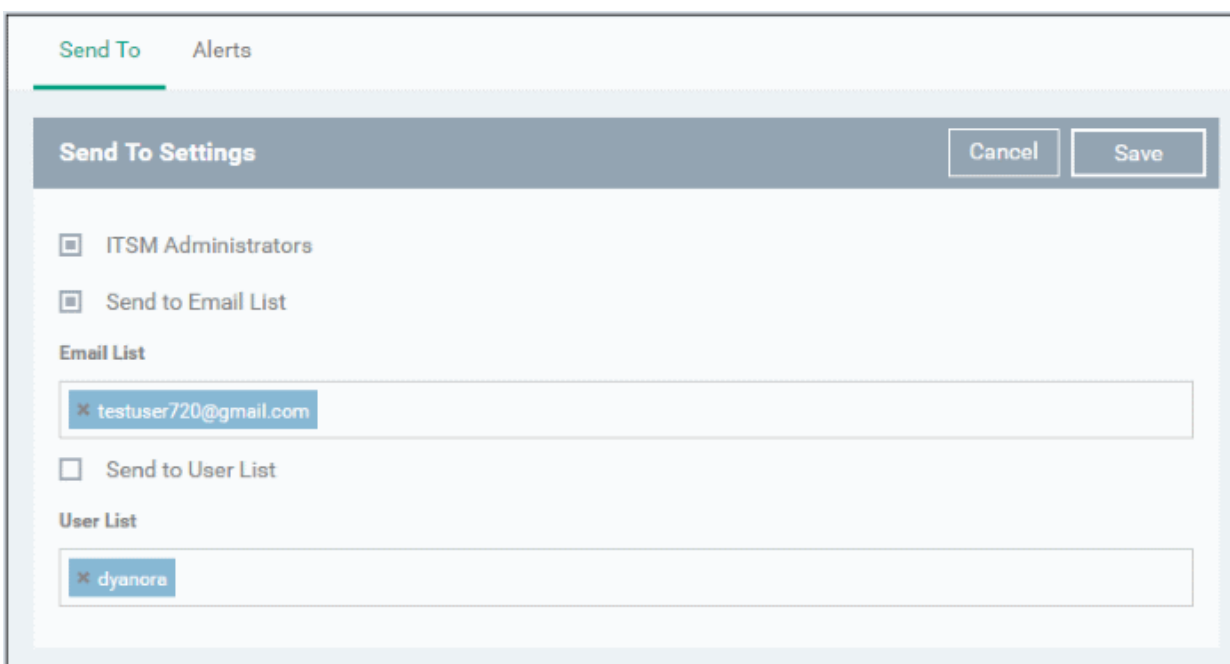 Send To Alerts
Send To Settings Cancel Save
ITSM Administrators
Send to Email List
Email List
✖ testuser720@gmail.com
Send to User List
User List
✖ dyanora